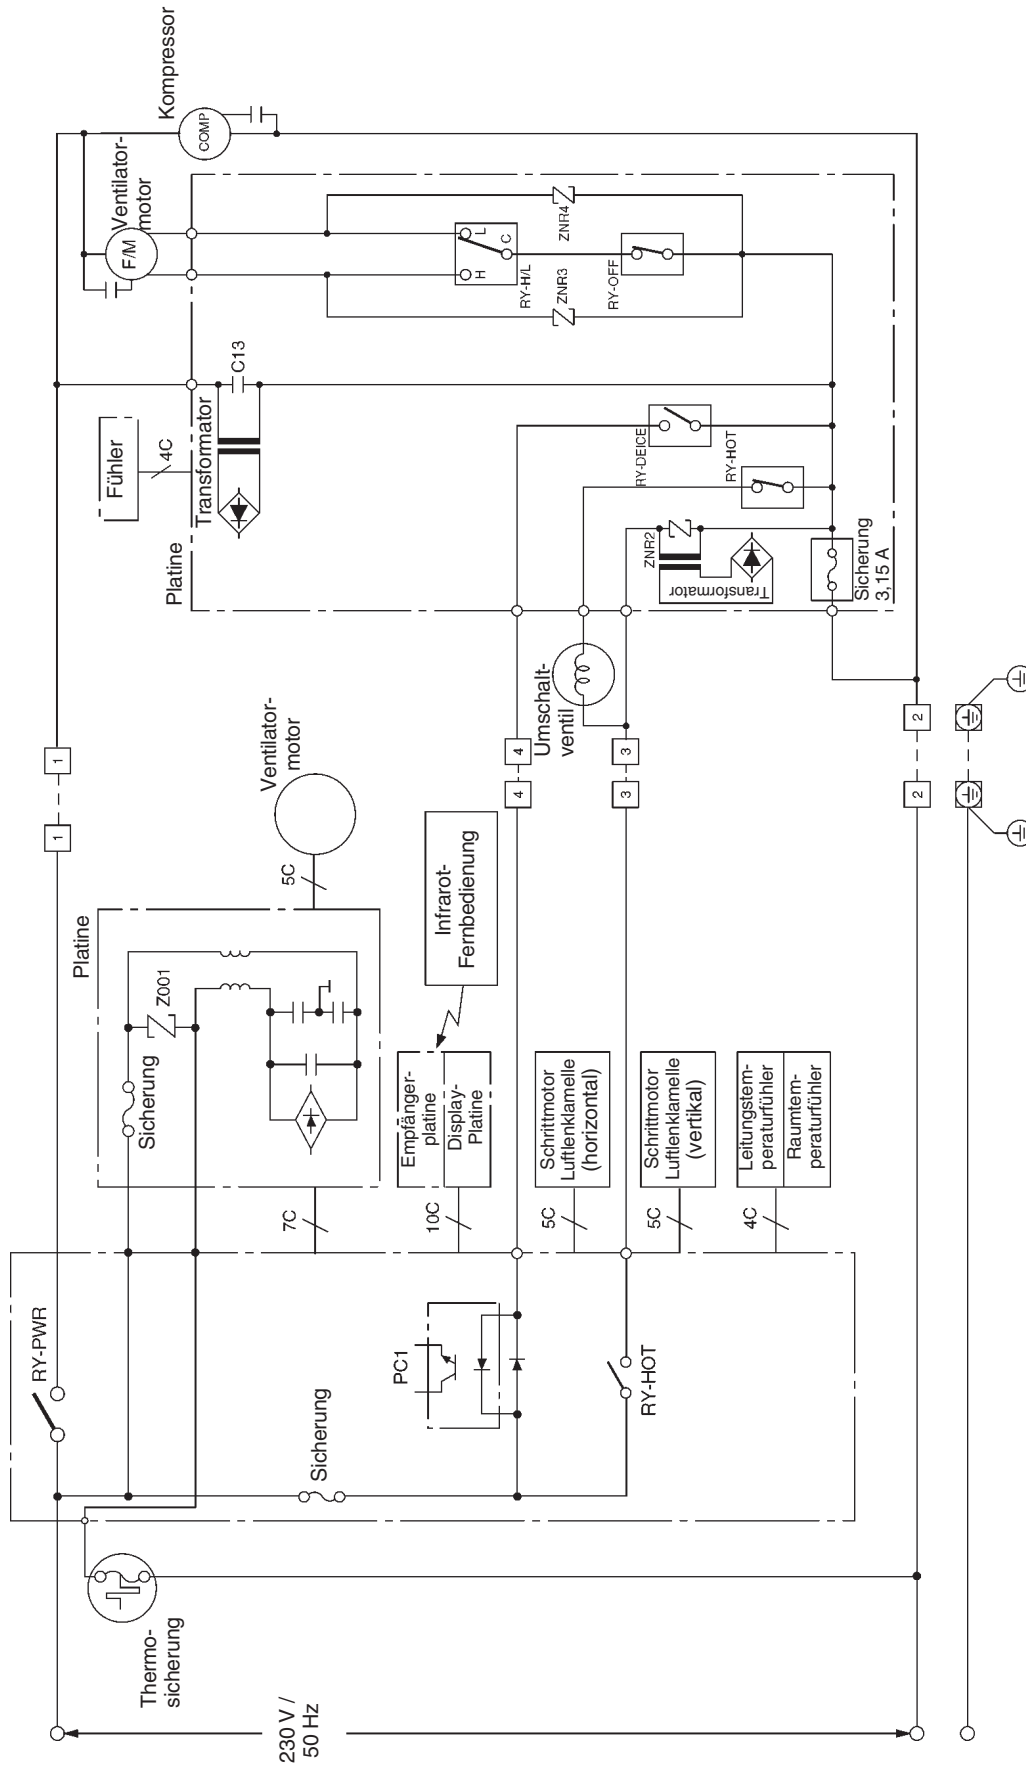 230 V /
50 Hz
Thermo-
sicherung
RY-PWR
Sicherung
PC1
RY-HOT
Platine
Sicherung
Z001
7C
5C
Ventilator-
motor
10C
Empfänger-
platine
Display-
Platine
Infrarot-
Fernbedienung
5C
Schrittmotor
Luftlenklamelle
(horizontal)
5C
Schrittmotor
Luftlenklamelle
(vertikal)
4C
Leitungstem-
peraturfühler
Raumtem-
peraturfühler
1
1
4
4
3
3
2
2
Umschalt-
ventil
Platine
Fühler
4C
Transformator
C13
Ventilator-
motor
F/M
Kompressor
COMP
L
H
C
RY-H/L
ZNR4
ZNR3
RY-OFF
RY-DEICE
RY-HOT
ZNR2
Transformator
Sicherung
3,15 A